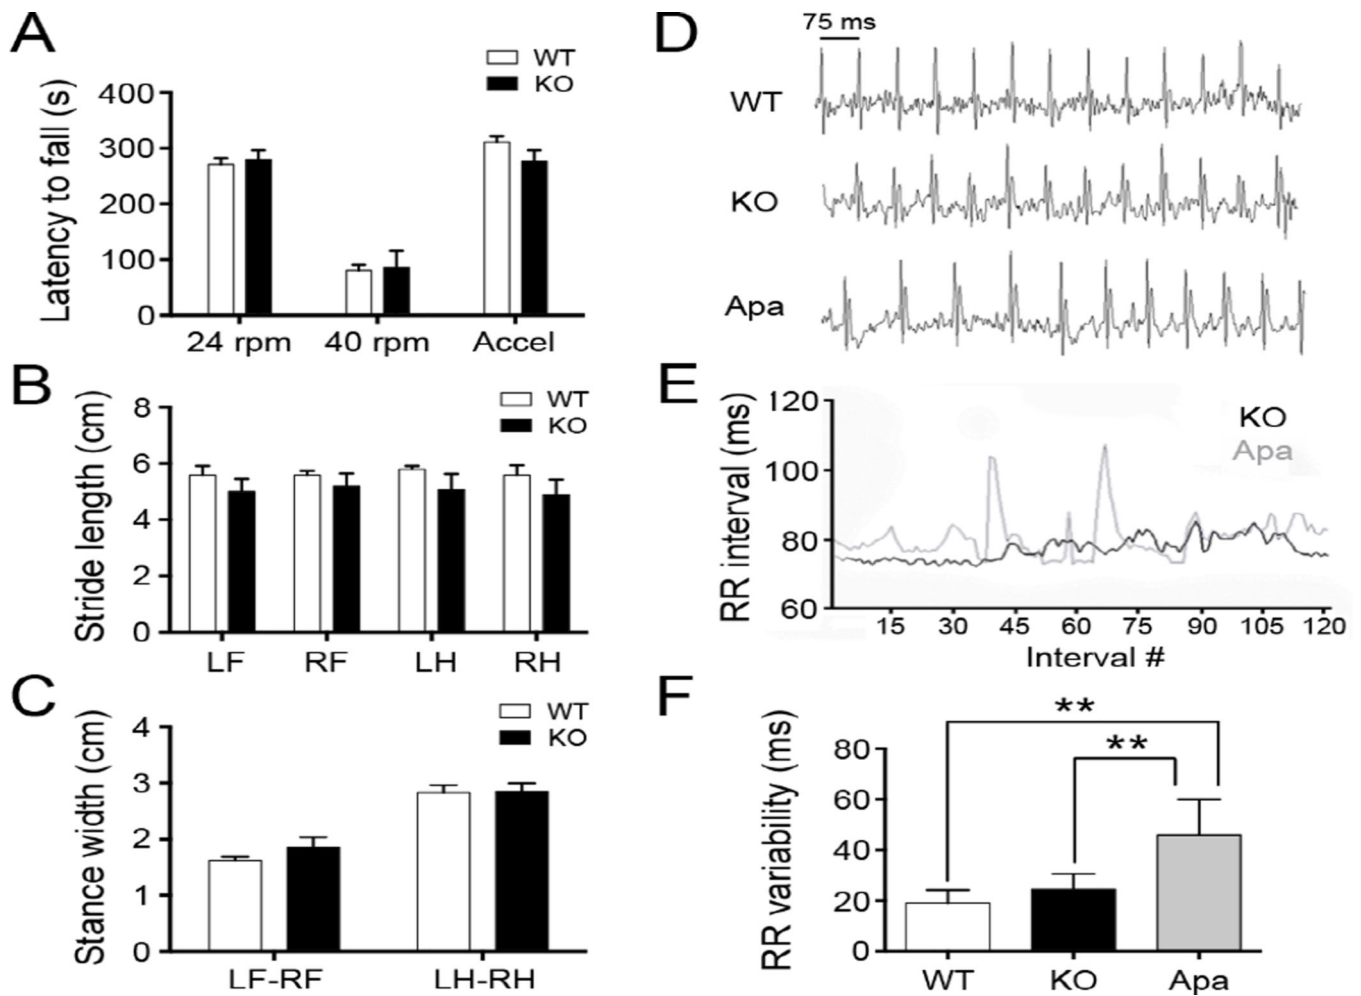 A
WT
KO
Latency to fall (s)
400
300
200
100
0
24 rpm 40 rpm Accel
B
WT
KO
Stride length (cm)
8
6
4
2
0
LF RF LH RH
C
WT
KO
Stance width (cm)
4
3
2
1
0
LF-RF LH-RH
D
75 ms
WT
KO
Apa
E
KO
Apa
RR interval (ms)
120
100
80
60
15 30 45 60 75 90 105 120
Interval #
F
**
**
RR variability (ms)
80
60
40
20
0
WT KO Apa